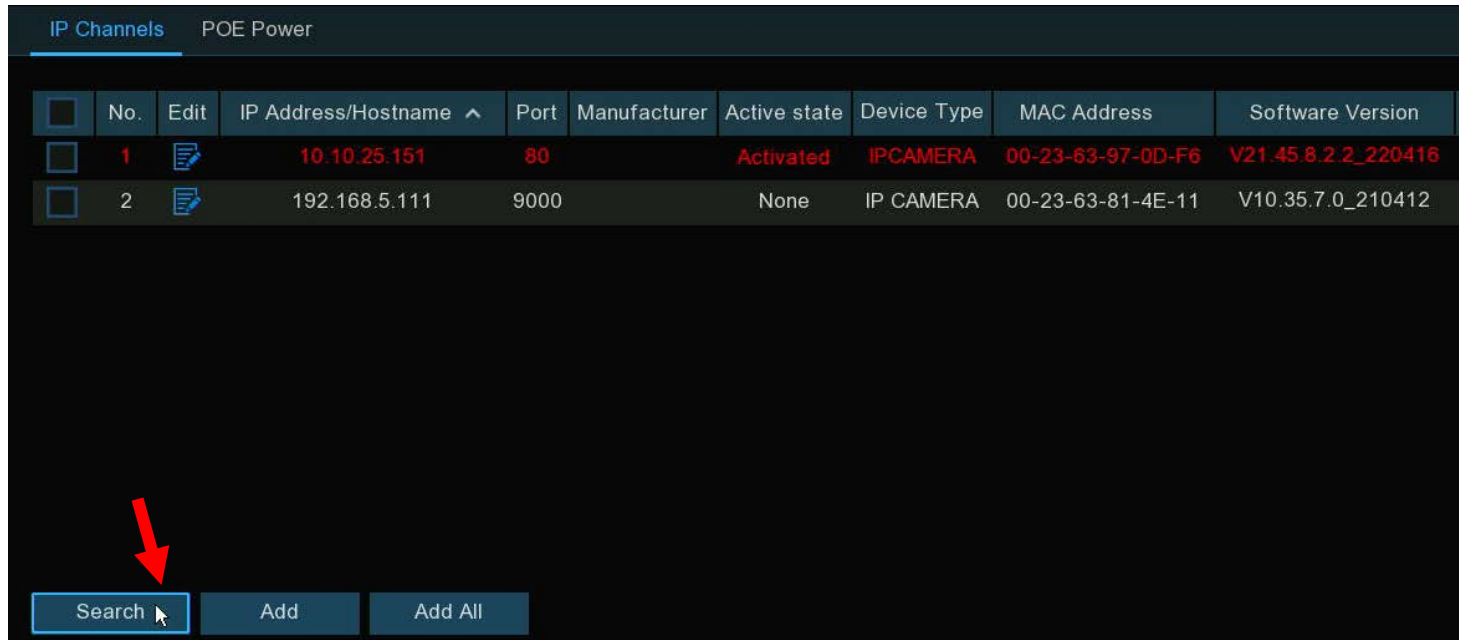 IP Channels POE Power
No. Edit IP Address/Hostname Port Manufacturer Active state Device Type MAC Address Software Version
1 10.10.25.151 80 Activated IPCAMERA 00-23-63-97-0D-F6 V21.45.8.2.2_220416
2 192.168.5.111 9000 None IP CAMERA 00-23-63-81-4E-11 V10.35.7.0_210412
Search Add Add All